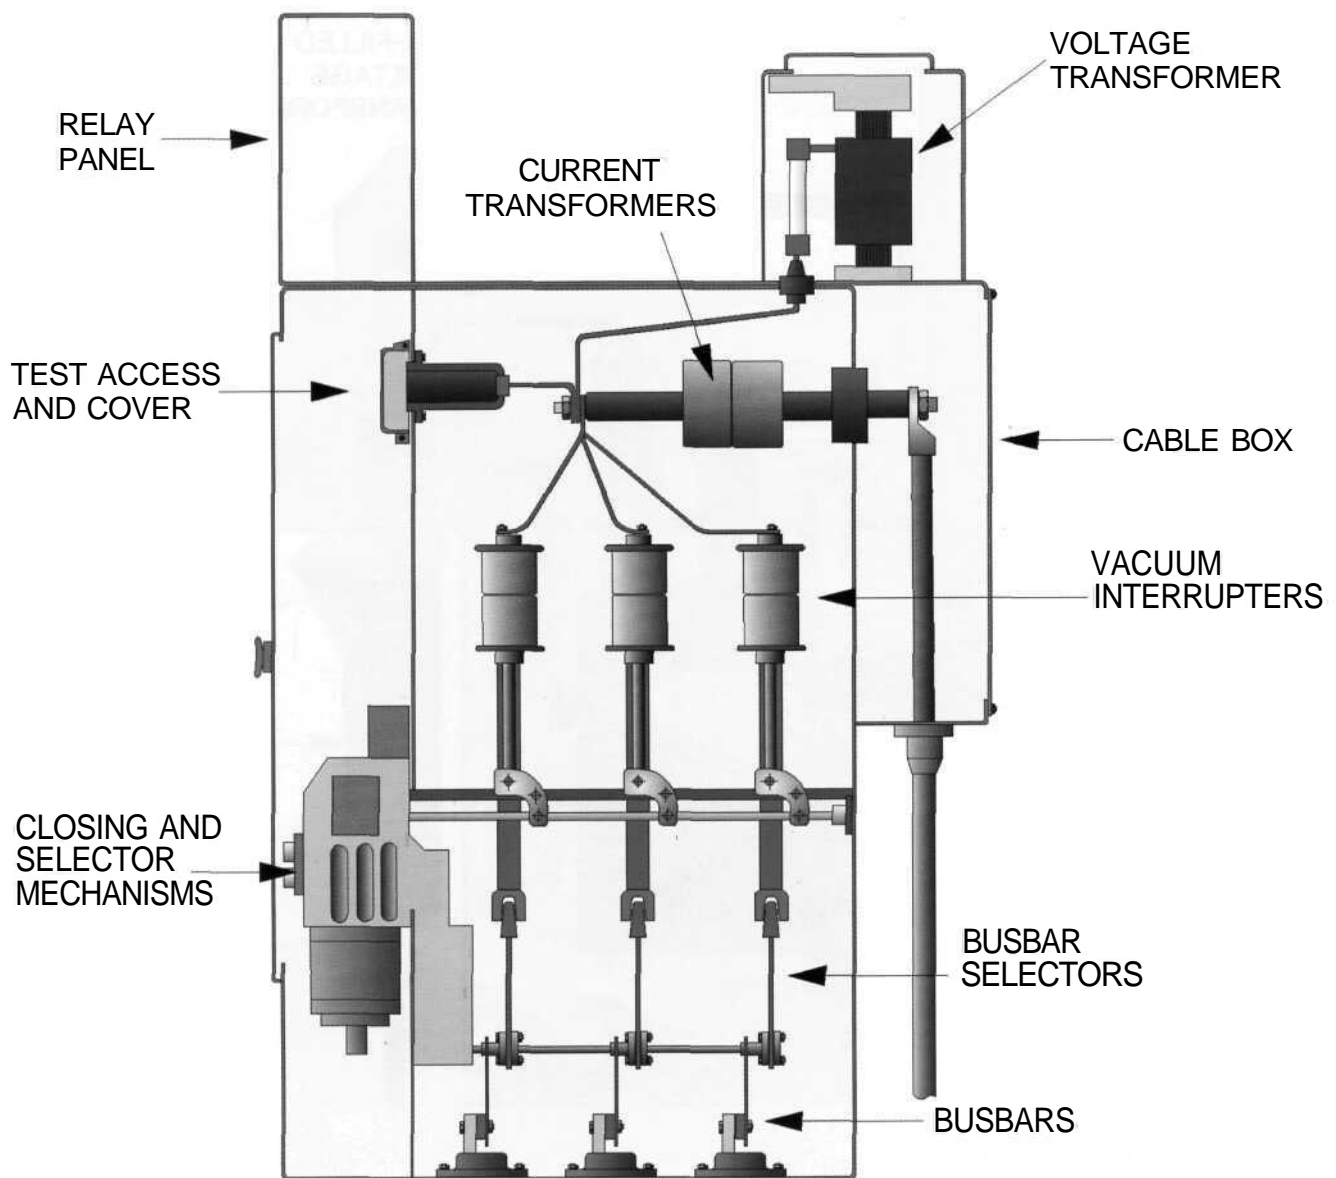 VOLTAGE
TRANSFORMER
RELAY
PANEL
CURRENT
TRANSFORMERS
TEST ACCESS
AND COVER
CABLE BOX
VACUUM
INTERRUPTERS
CLOSING AND
SELECTOR
MECHANISMS
BUSBAR
SELECTORS
BUSBARS